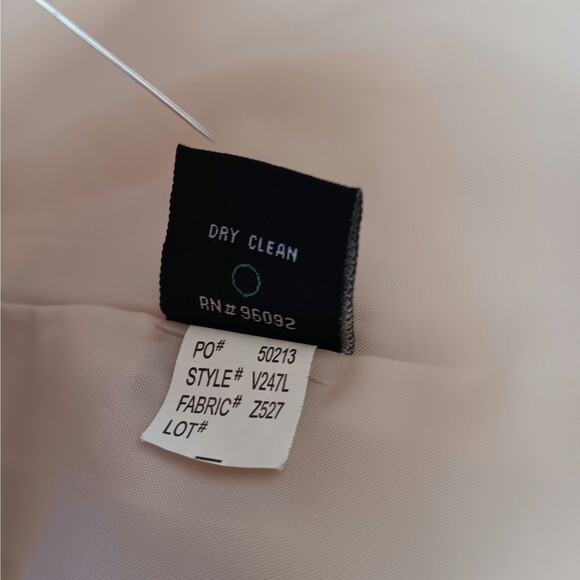 DRY CLEAN
RN# 96092
PO# 50213
STYLE# V247L
FABRIC# Z527
LOT#